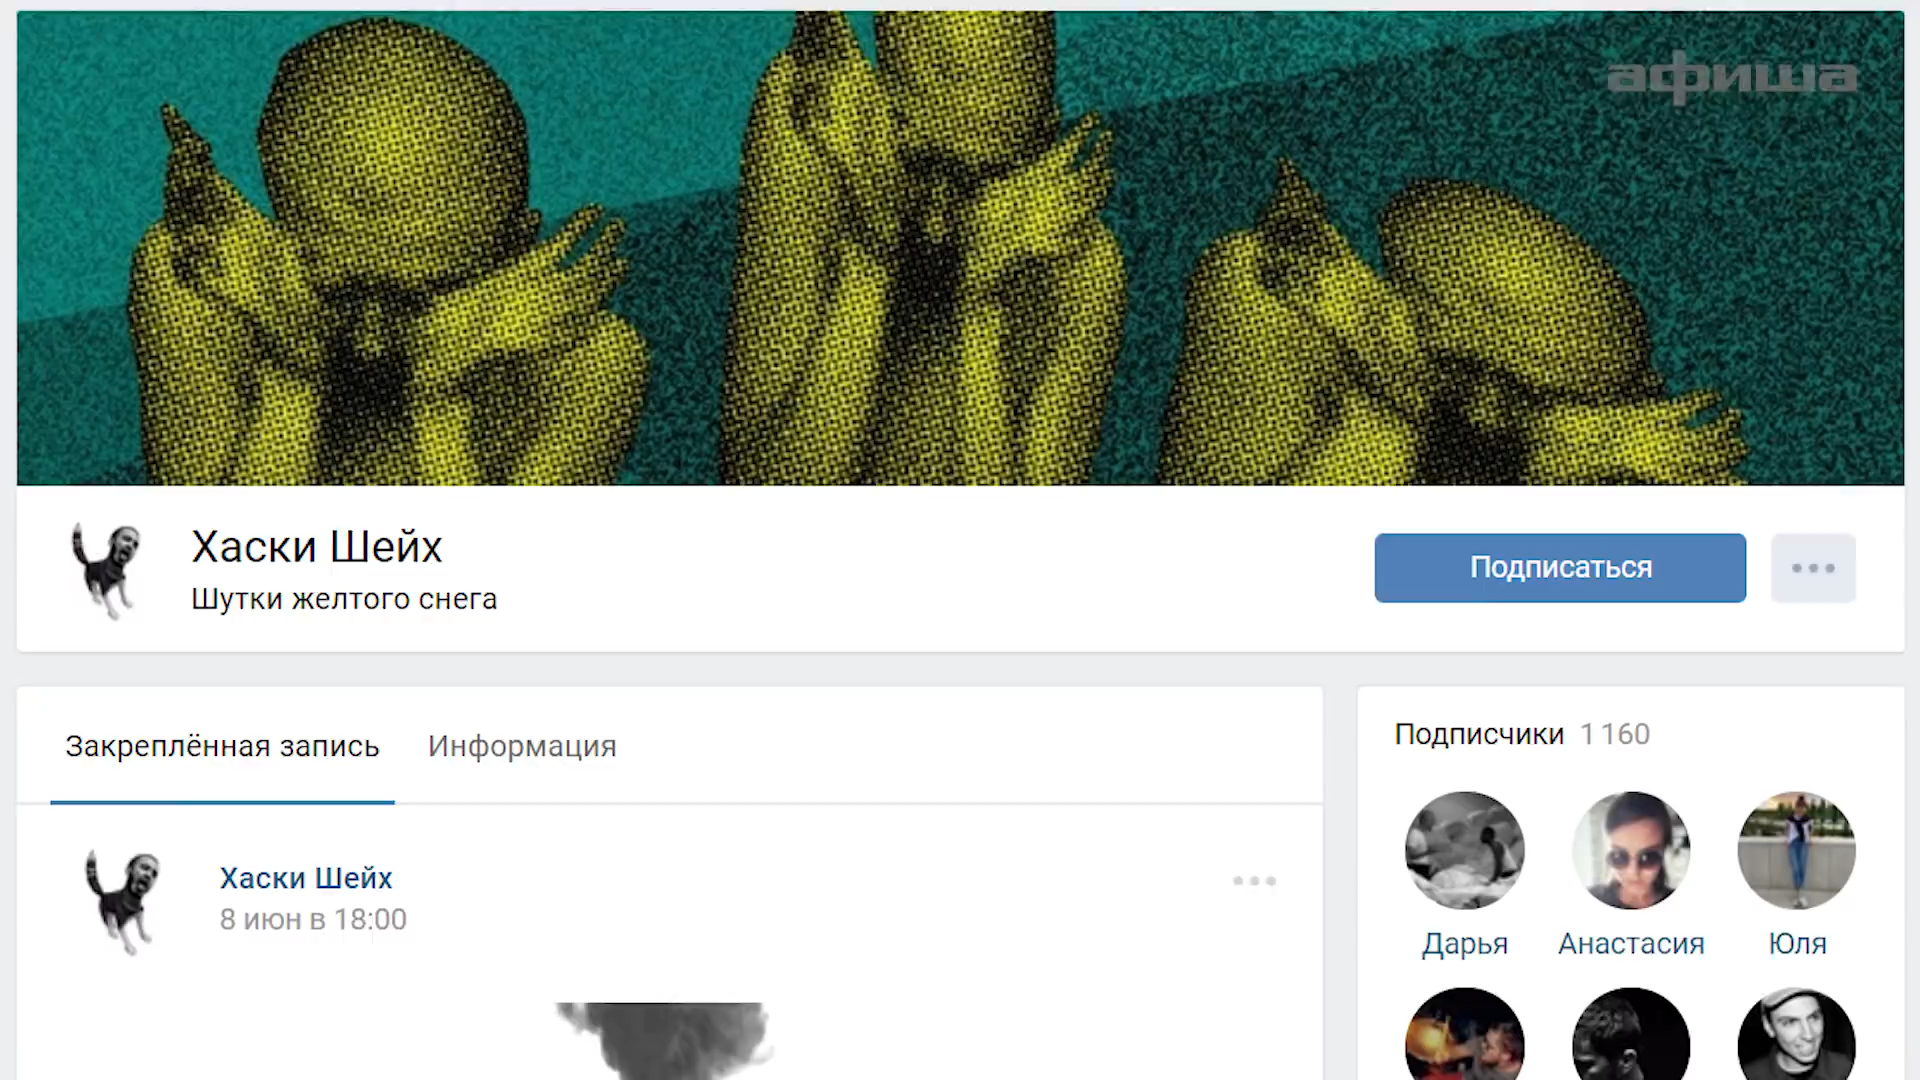 афиша
Хаски Шейх
Шутки желтого снега
Подписаться
Закреплённая запись
Информация
Подписчики 1 160
Хаски Шейх
8 июн в 18:00
Дарья
Анастасия
Юля